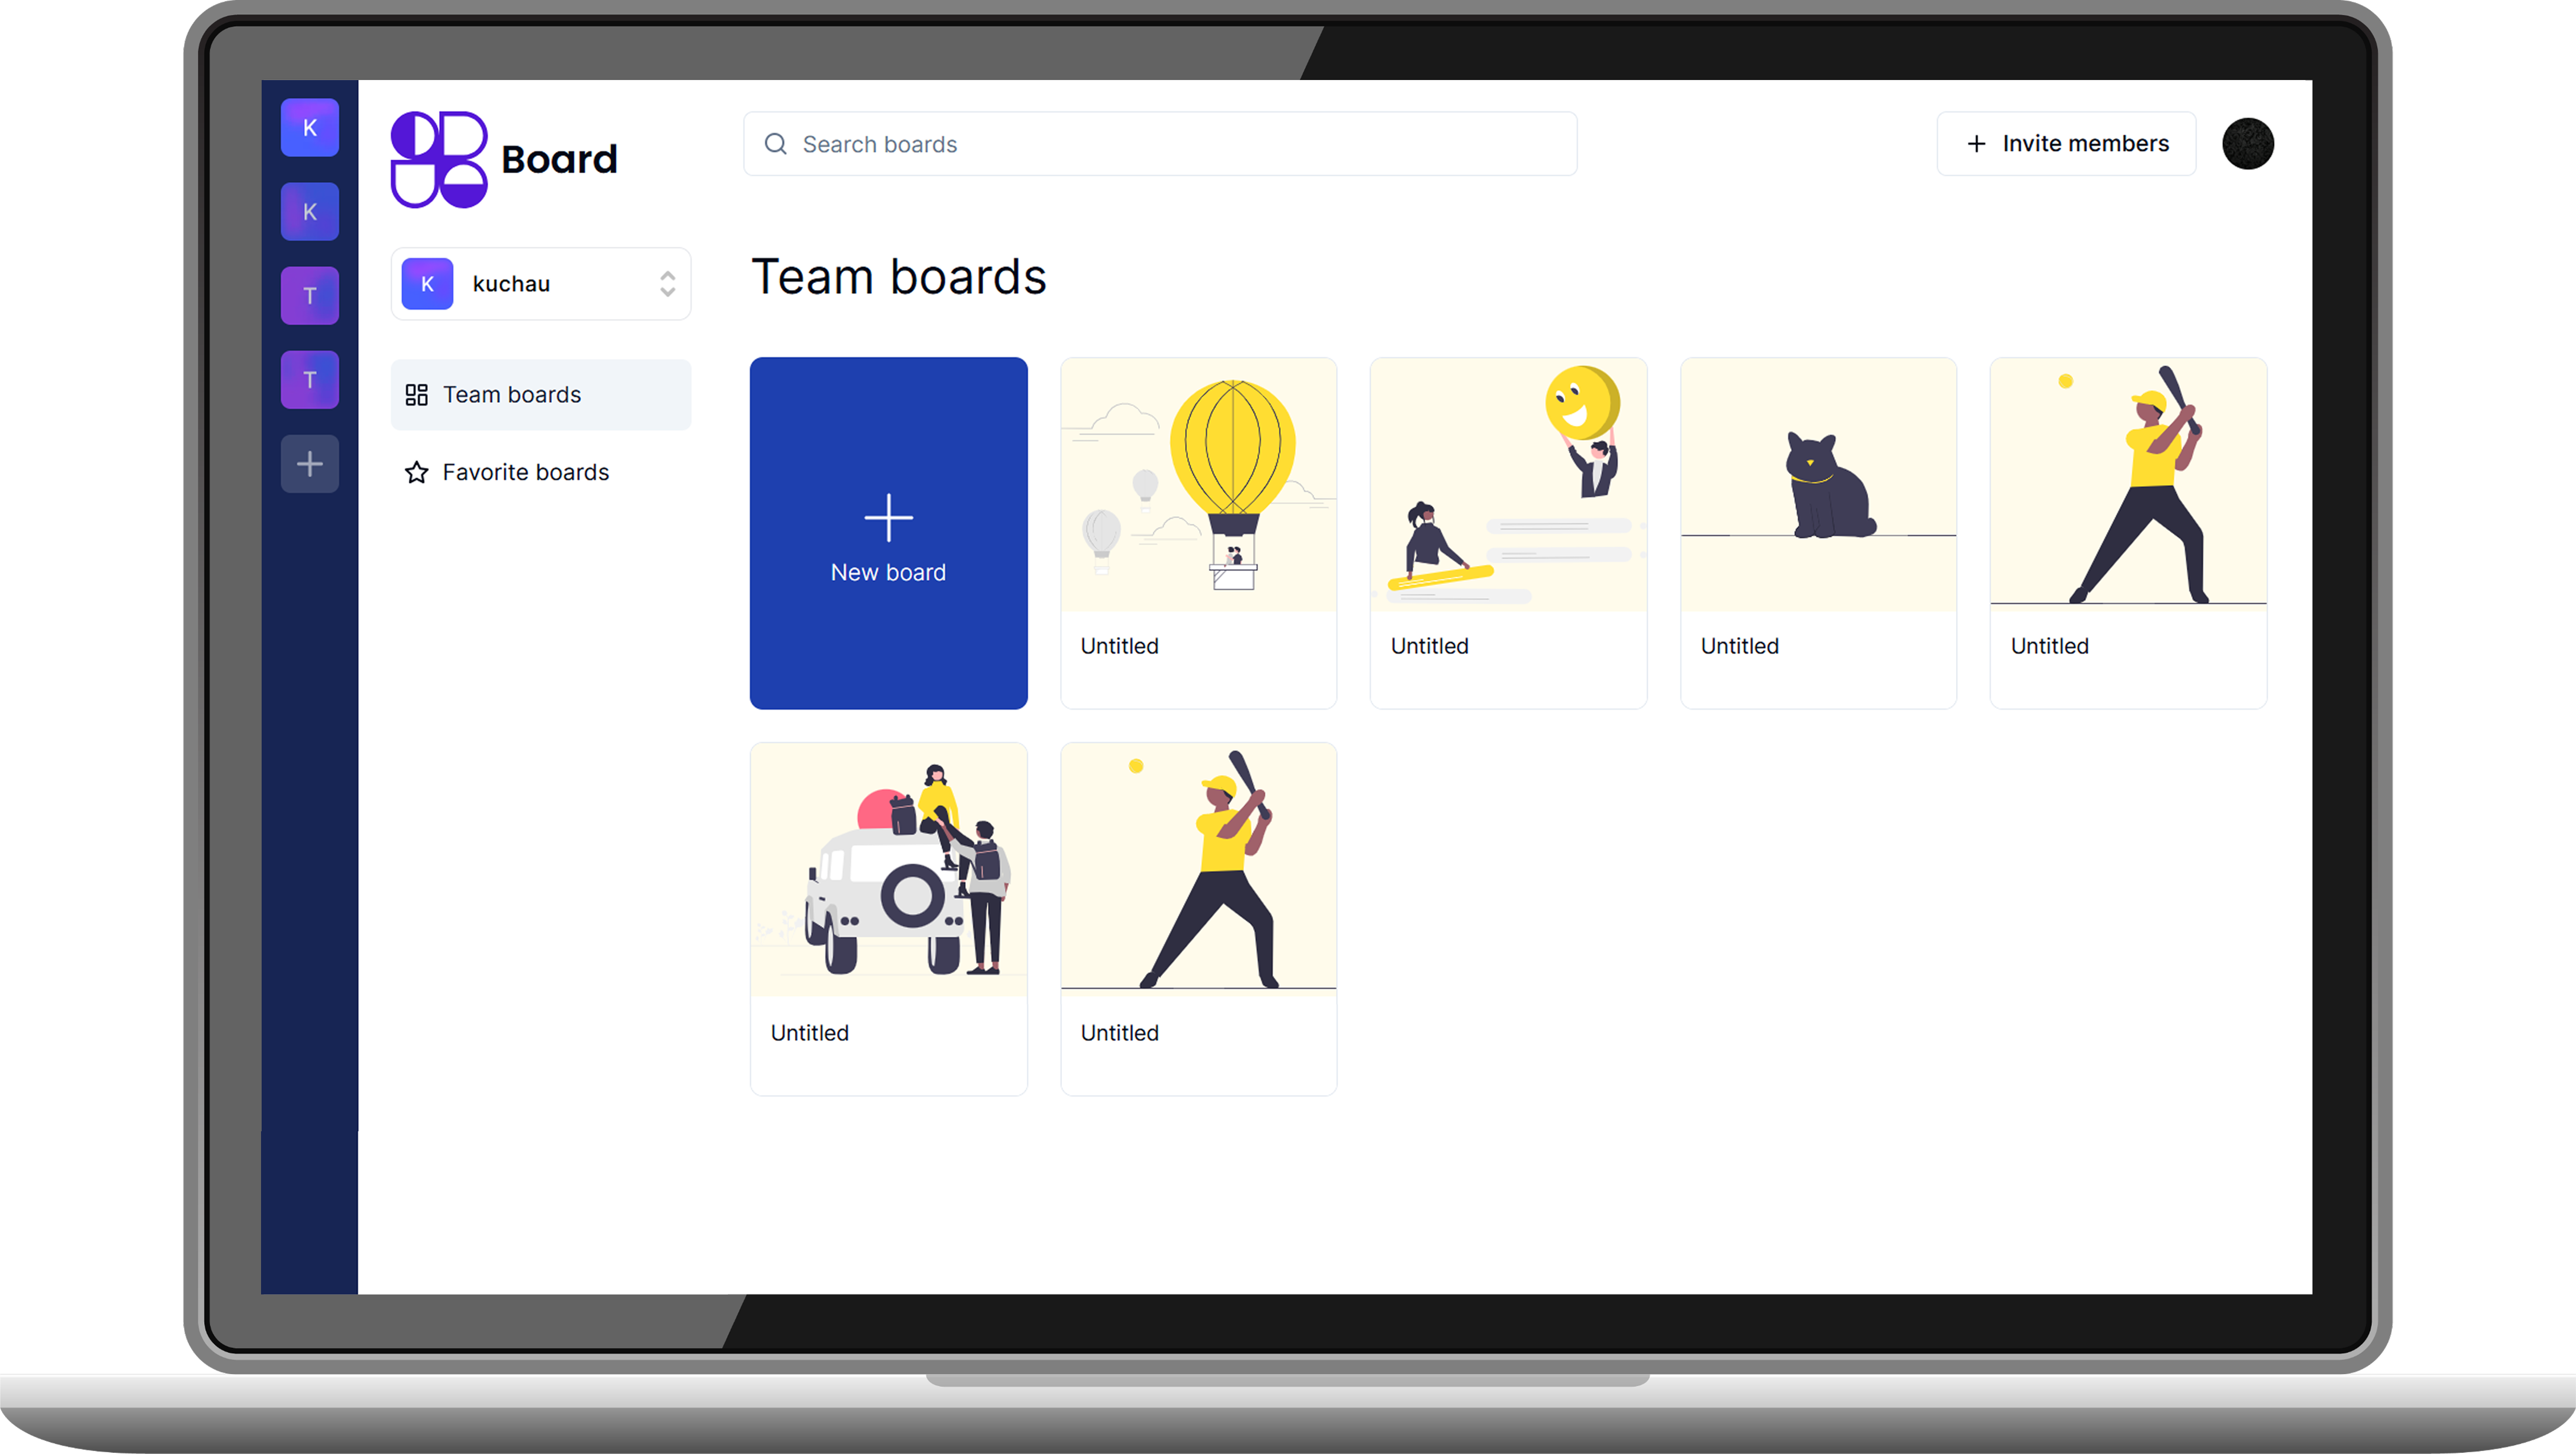 K
K
T
T
Board
Search boards
Invite members
K
kuchau
Team boards
Favorite boards
Team boards
New board
Untitled
Untitled
Untitled
Untitled
Untitled
Untitled